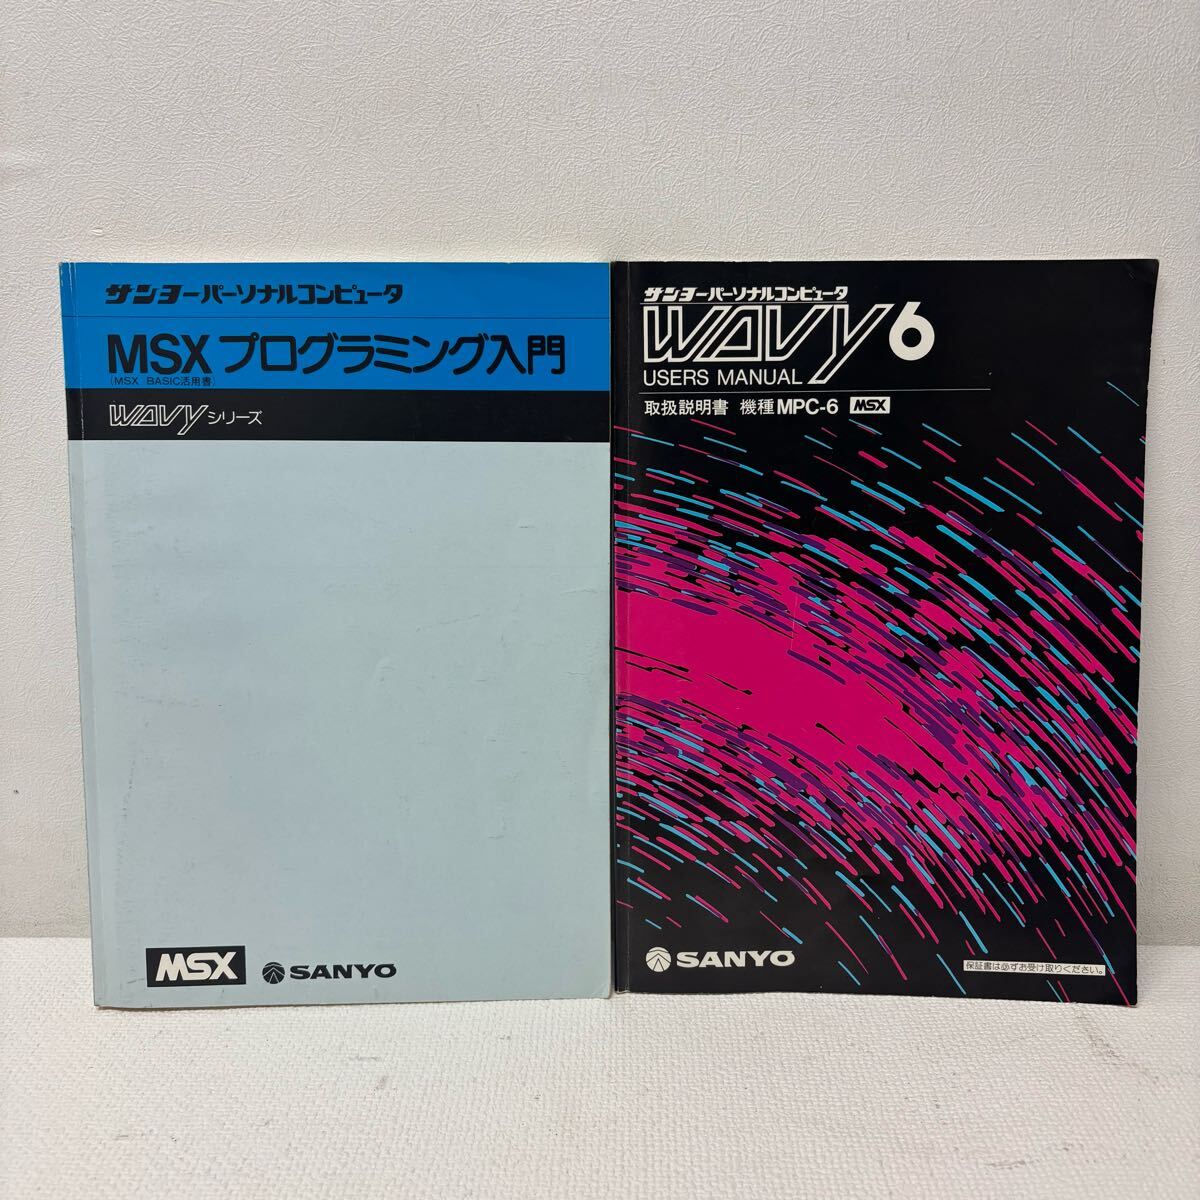 サンヨーパーソナルコンピュータ
MSX プログラミング入門
(MSX BASIC活用書)
WAVYシリーズ
MSX
SANYO
サンヨーパーソナルコンピュータ
WAVY6
USERS MANUAL
取扱説明書 機種MPC-6 MSX
SANYO
保証書は必ずお受け取りください。